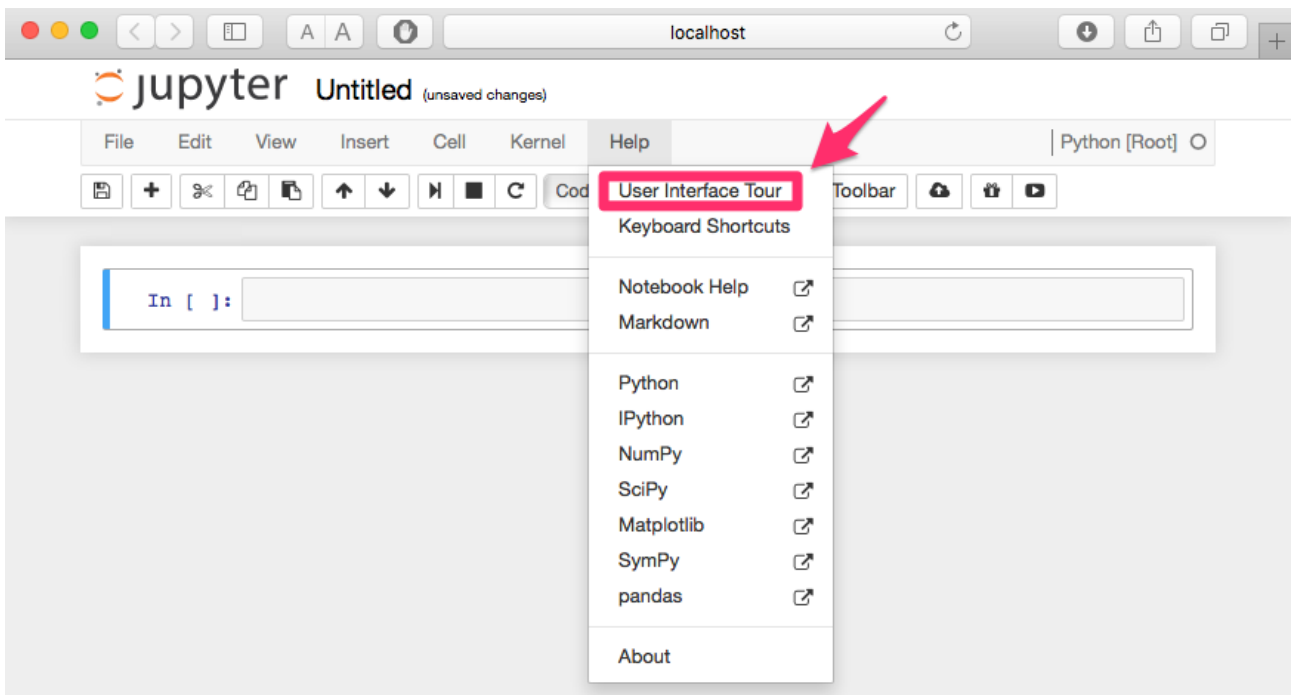 A A localhost
jupyter Untitled (unsaved changes)
File Edit View Insert Cell Kernel Help Python [Root]
Cod Toolbar
User Interface Tour
Keyboard Shortcuts
In [ ]:
Notebook Help
Markdown
Python
IPython
NumPy
SciPy
Matplotlib
SymPy
pandas
About